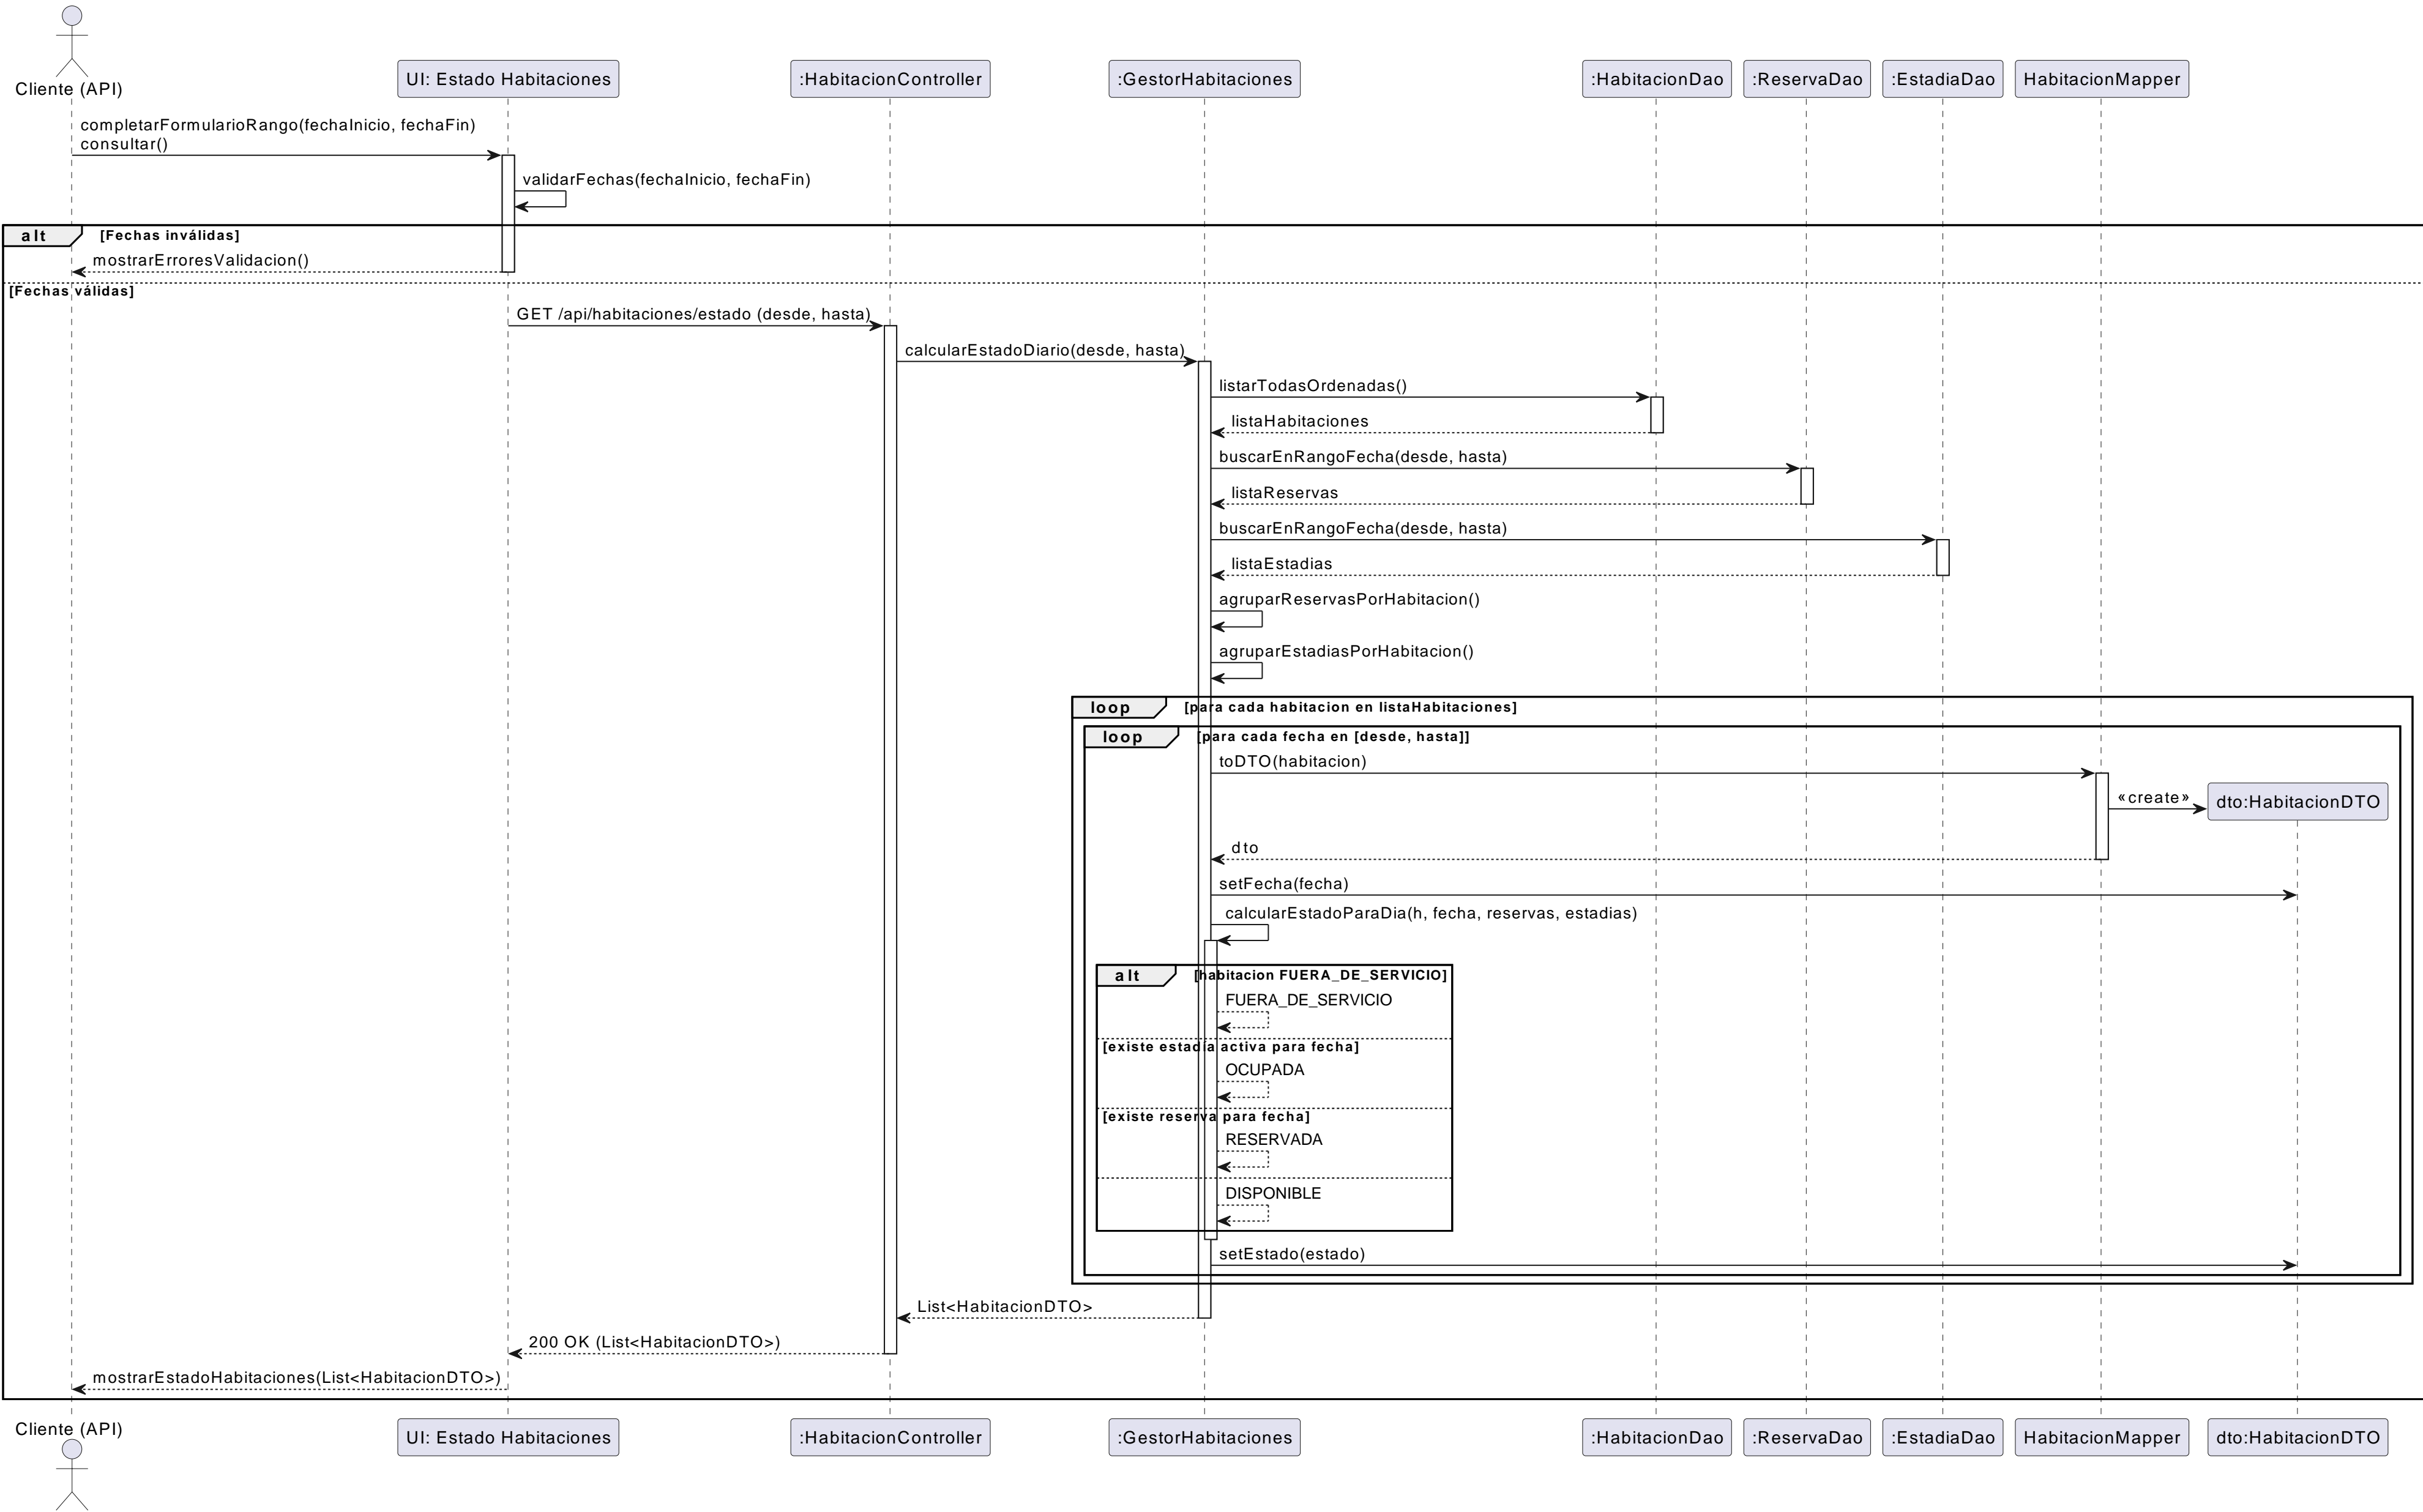 Cliente (API)
UI: Estado Habitaciones
:HabitacionController
:GestorHabitaciones
:HabitacionDao
:ReservaDao
:EstadiaDao
HabitacionMapper
completarFormularioRango(fechaInicio, fechaFin)
consultar()
validarFechas(fechaInicio, fechaFin)
alt
[Fechas inválidas]
mostrarErroresValidacion()
[Fechas válidas]
GET /api/habitaciones/estado (desde, hasta)
calcularEstadoDiario(desde, hasta)
listarTodasOrdenadas()
listaHabitaciones
buscarEnRangoFecha(desde, hasta)
listaReservas
buscarEnRangoFecha(desde, hasta)
listaEstadias
agruparReservasPorHabitacion()
agruparEstadiasPorHabitacion()
loop
[para cada habitacion en listaHabitaciones]
loop
[para cada fecha en [desde, hasta]]
toDTO(habitacion)
«create»
dto:HabitacionDTO
dto
setFecha(fecha)
calcularEstadoParaDia(h, fecha, reservas, estadias)
alt
[habitacion FUERA_DE_SERVICIO]
FUERA_DE_SERVICIO
[existe estadía activa para fecha]
OCUPADA
[existe reserva para fecha]
RESERVADA
DISPONIBLE
setEstado(estado)
List<HabitacionDTO>
200 OK (List<HabitacionDTO>)
mostrarEstadoHabitaciones(List<HabitacionDTO>)
Cliente (API)
UI: Estado Habitaciones
:HabitacionController
:GestorHabitaciones
:HabitacionDao
:ReservaDao
:EstadiaDao
HabitacionMapper
dto:HabitacionDTO